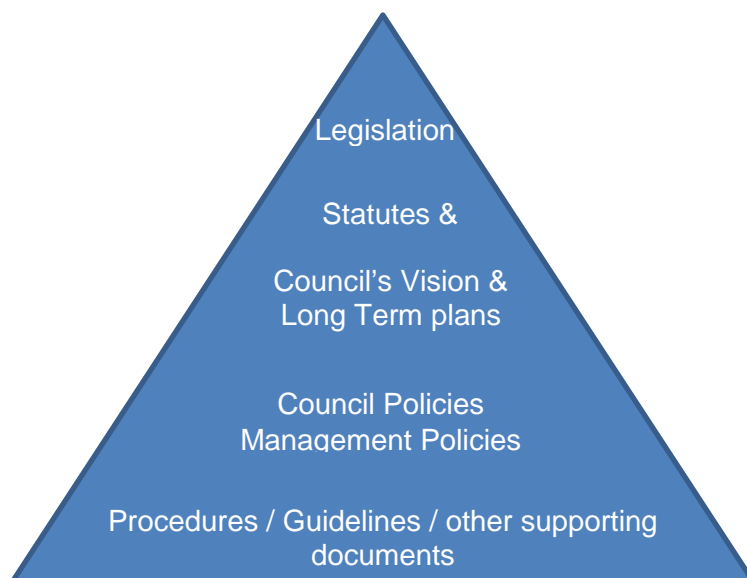 Legislation
Statutes &
Council’s Vision &
Long Term plans
Council Policies
Management Policies
Procedures / Guidelines / other supporting
documents